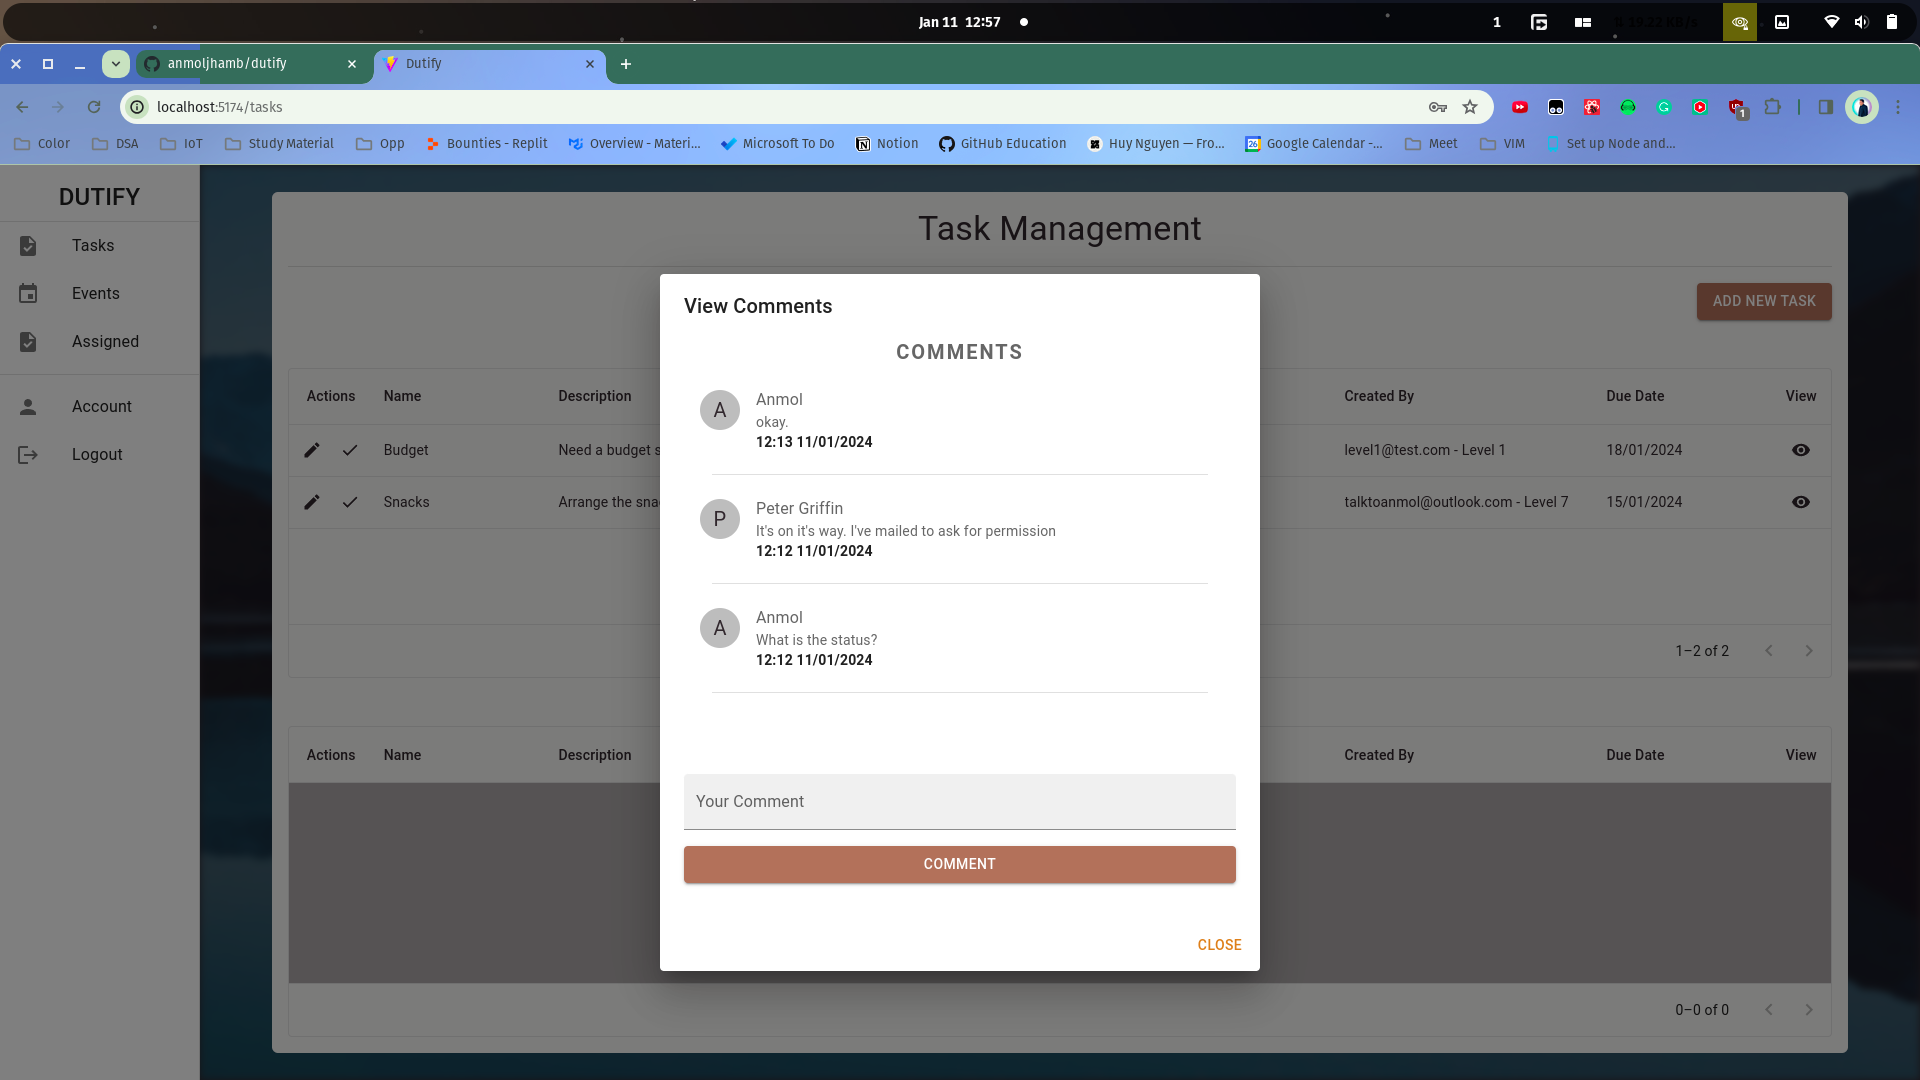 Jan 11 12:57
1
19.22 KB/s
anmoljhamb/dutify
Dutify
localhost:5174/tasks
1
Color
DSA
IoT
Study Material
Opp
Bounties - Replit
Overview - Materi...
Microsoft To Do
Notion
GitHub Education
Huy Nguyen — Fro...
26
Google Calendar -...
Meet
VIM
Set up Node and...
DUTIFY
Tasks
Events
Assigned
Account
Logout
Task Management
ADD NEW TASK
Actions Name Description Created By Due Date View
Budget Need a budget s level1@test.com - Level 1 18/01/2024
Snacks Arrange the sna talktoanmol@outlook.com - Level 7 15/01/2024
1–2 of 2
Actions Name Description Created By Due Date View
0–0 of 0
View Comments
COMMENTS
A
Anmol
okay.
12:13 11/01/2024
P
Peter Griffin
It's on it's way. I've mailed to ask for permission
12:12 11/01/2024
A
Anmol
What is the status?
12:12 11/01/2024
Your Comment
COMMENT
CLOSE